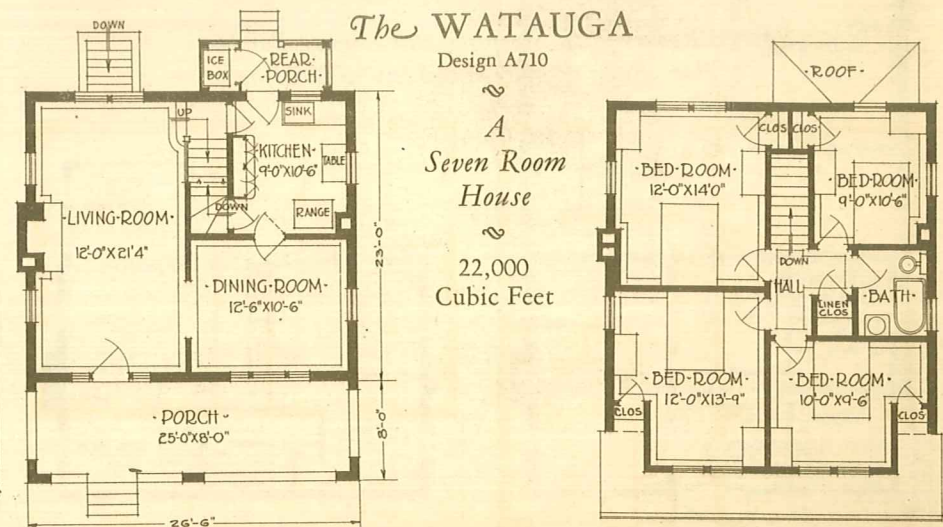 The WATAUGA
Design A710
A
Seven Room
House
22,000
Cubic Feet
DOWN
ICE
BOX
REAR
PORCH
UP
SINK
KITCHEN
9'-0"X10'-6"
TABLE
DOWN
RANGE
LIVING·ROOM
12'-0"X21'4"
DINING·ROOM
12'-6"X10'-6"
23'-0"
PORCH
25'-0"X8'-0"
8'-0"
26'-6"
ROOF
CLOS
CLOS
BED·ROOM
12'-0"X14'0"
BED·ROOM
9'-0"X10'-6"
DOWN
HALL
LINEN
CLOS
BATH
BED·ROOM
12'-0"X13'-9"
BED·ROOM
10'-0"X9'-6"
CLOS
CLOS